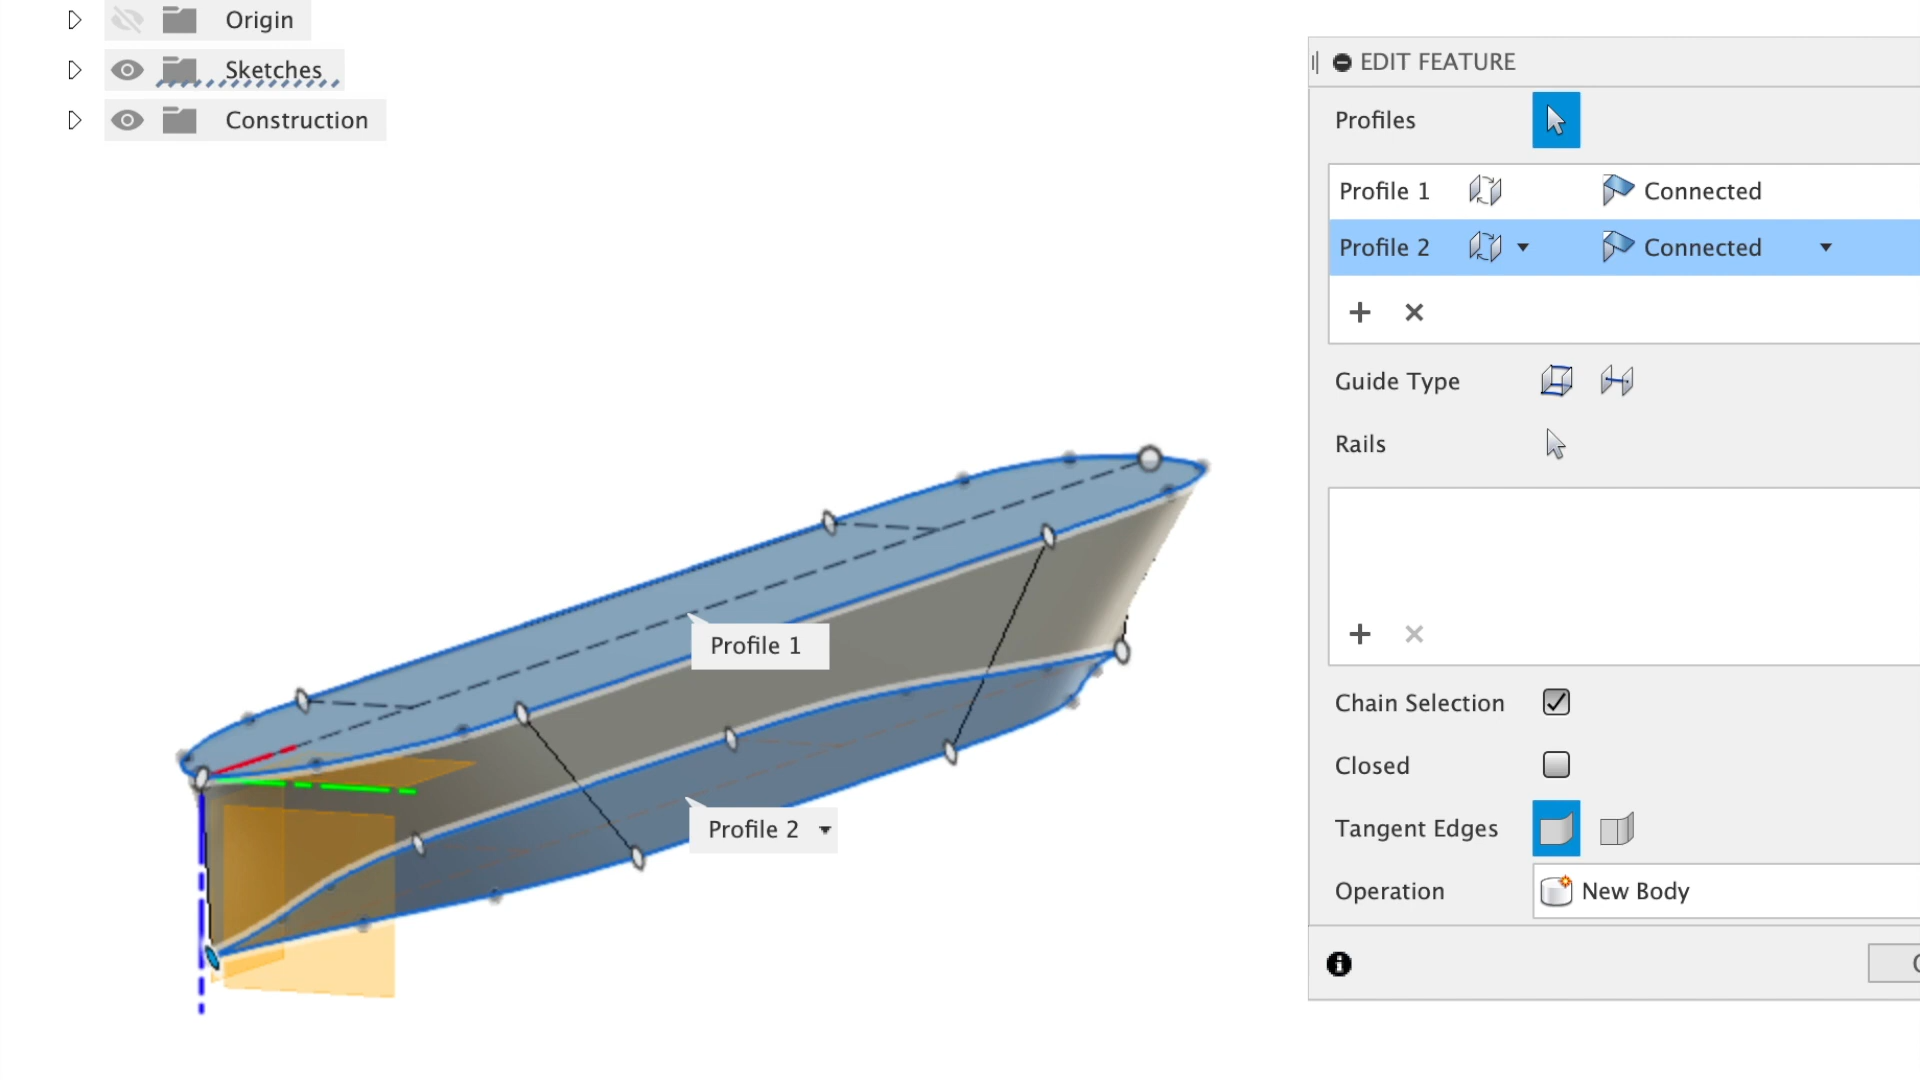 Origin
Sketches
Construction
EDIT FEATURE
Profiles
Profile 1 Connected
Profile 2 Connected
Guide Type
Rails
Chain Selection
Closed
Tangent Edges
Operation New Body
Profile 1
Profile 2